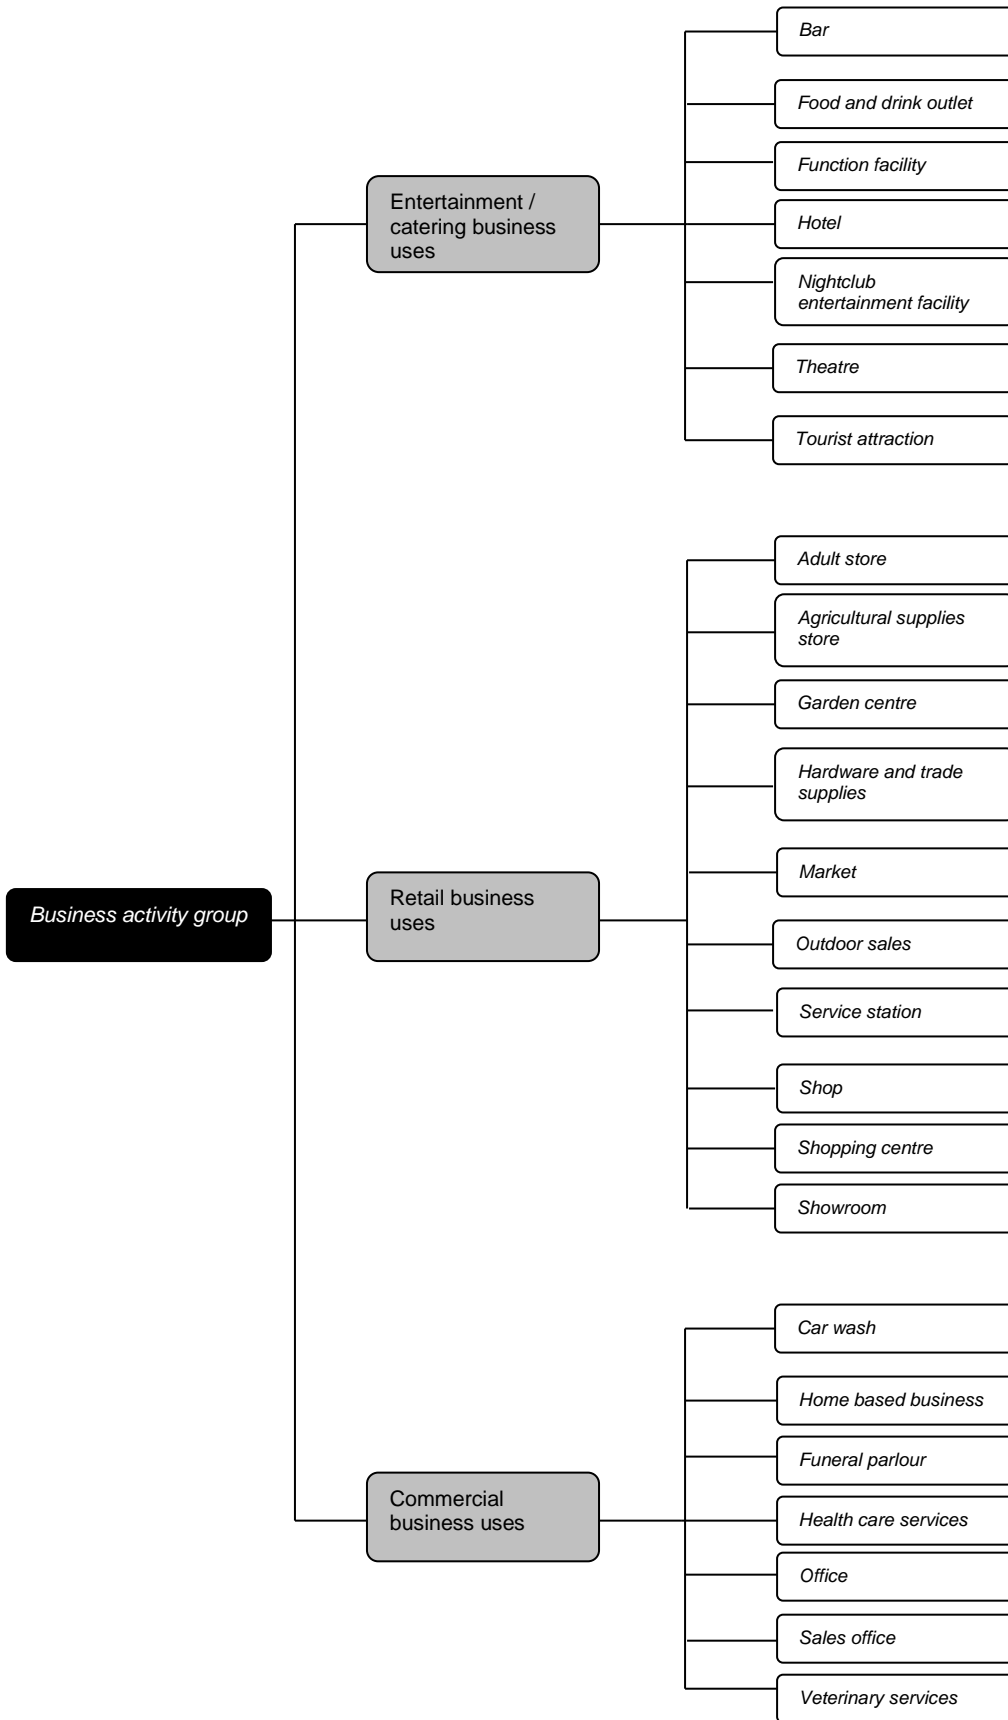 Bar
Food and drink outlet
Function facility
Entertainment /
catering business
uses
Hotel
Nightclub
entertainment facility
Theatre
Tourist attraction
Adult store
Agricultural supplies
store
Garden centre
Hardware and trade
supplies
Market
Business activity group
Retail business
uses
Outdoor sales
Service station
Shop
Shopping centre
Showroom
Car wash
Home based business
Funeral parlour
Commercial
business uses
Health care services
Office
Sales office
Veterinary services